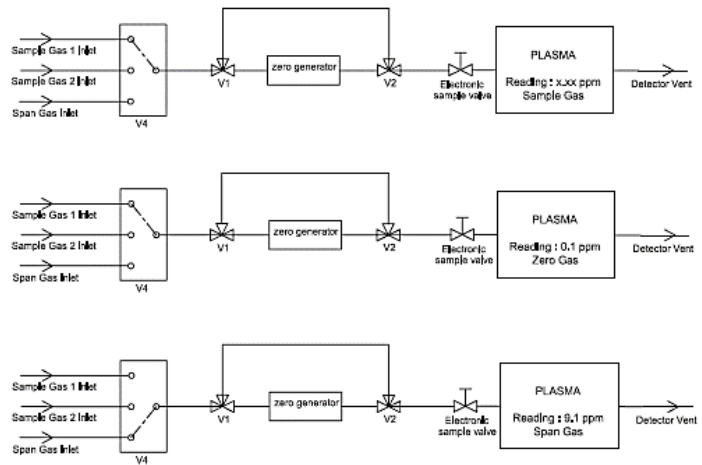 Sample Gas 1 Inlet
Sample Gas 2 Inlet
Span Gas Inlet
V4
V1
zero generator
V2
Electronic
sample valve
PLASMA
Reading : x.xx ppm
Sample Gas
Detector Vent
Sample Gas 1 Inlet
Sample Gas 2 Inlet
Span Gas Inlet
V4
V1
zero generator
V2
Electronic
sample valve
PLASMA
Reading : 0.1 ppm
Zero Gas
Detector Vent
Sample Gas 1 Inlet
Sample Gas 2 Inlet
Span Gas Inlet
V4
V1
zero generator
V2
Electronic
sample valve
PLASMA
Reading : 9.1 ppm
Span Gas
Detector Vent